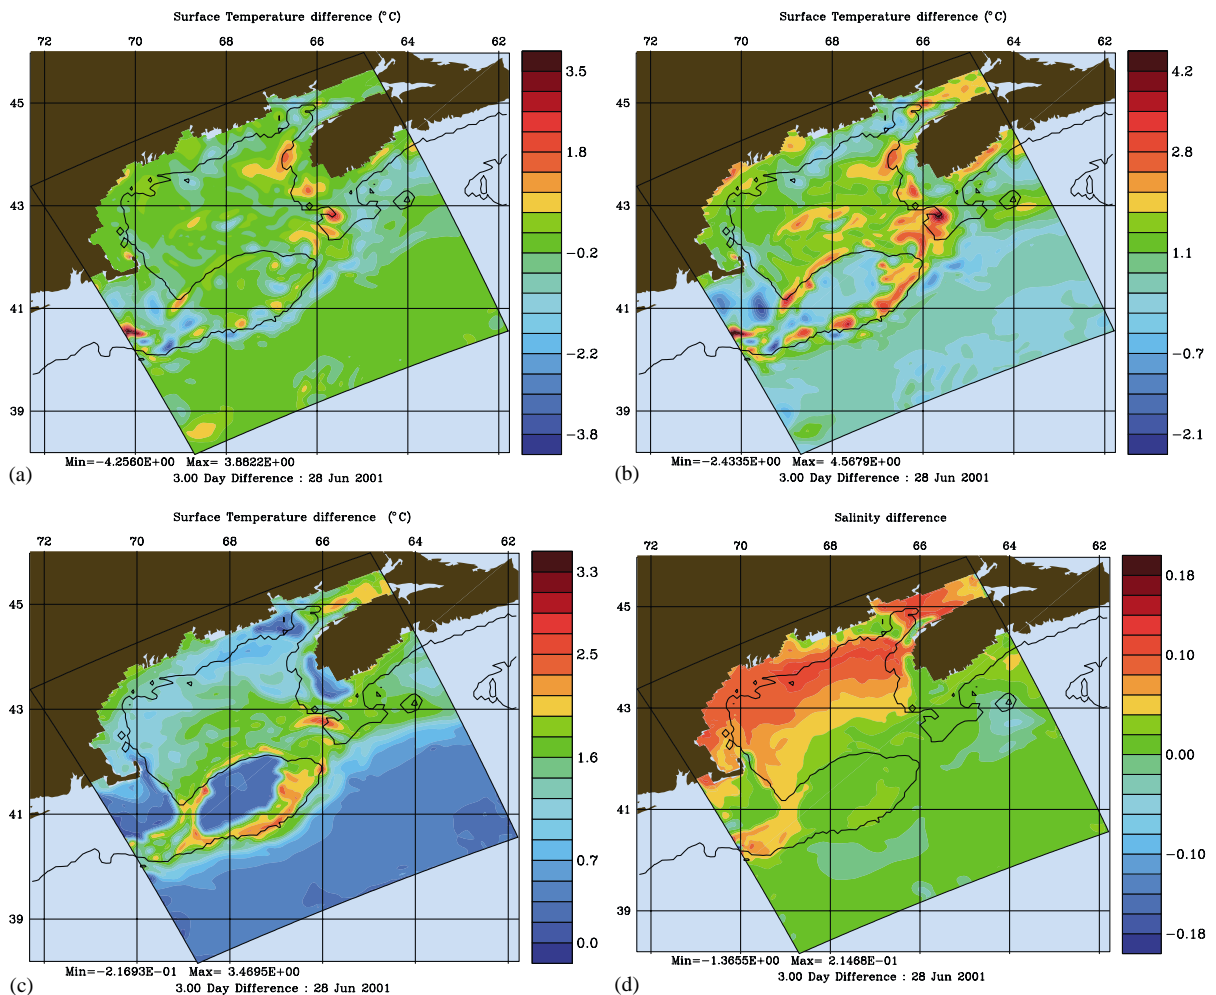 Surface Temperature difference (°C)
72 70 68 66 64 62
45
43
41
39
3.5
1.8
−0.2
−2.2
−3.8
Min=−4.2560E+00 Max= 3.8822E+00
(a)
3.00 Day Difference : 28 Jun 2001
Surface Temperature difference (°C)
72 70 68 66 64 62
45
43
41
39
4.2
2.8
1.1
−0.7
−2.1
Min=−2.4335E+00 Max= 4.5679E+00
(b)
3.00 Day Difference : 28 Jun 2001
Surface Temperature difference (°C)
72 70 68 66 64 62
45
43
41
39
3.3
2.5
1.6
0.7
0.0
Min=−2.1693E−01 Max= 3.4695E+00
(c)
3.00 Day Difference : 28 Jun 2001
Salinity difference
72 70 68 66 64 62
45
43
41
39
0.18
0.10
0.00
−0.10
−0.18
Min=−1.3655E+00 Max= 2.1468E−01
(d)
3.00 Day Difference : 28 Jun 2001